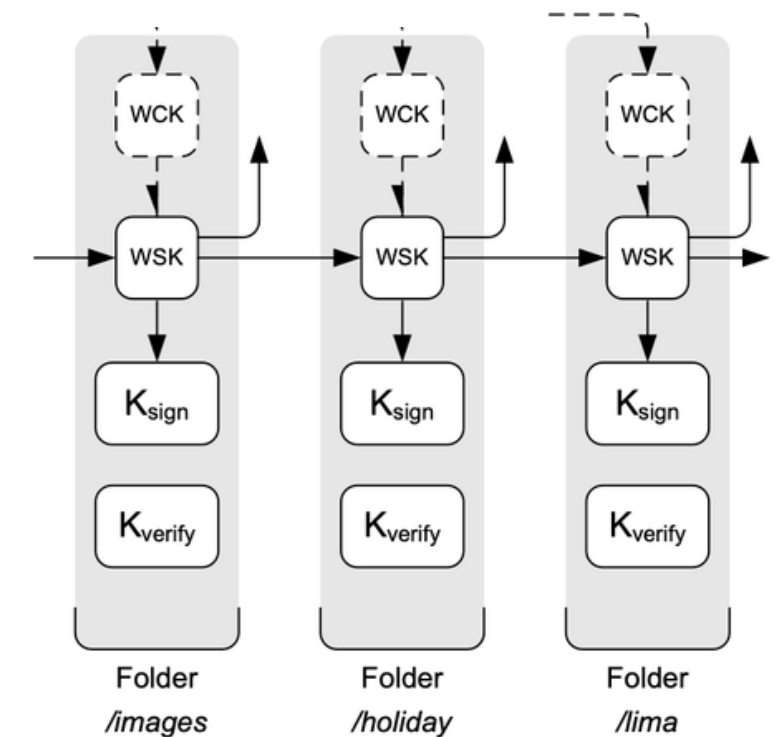 WCK WCK WCK
WSK WSK WSK
Ksign Ksign Ksign
Kverify Kverify Kverify
Folder Folder Folder
/images /holiday /lima